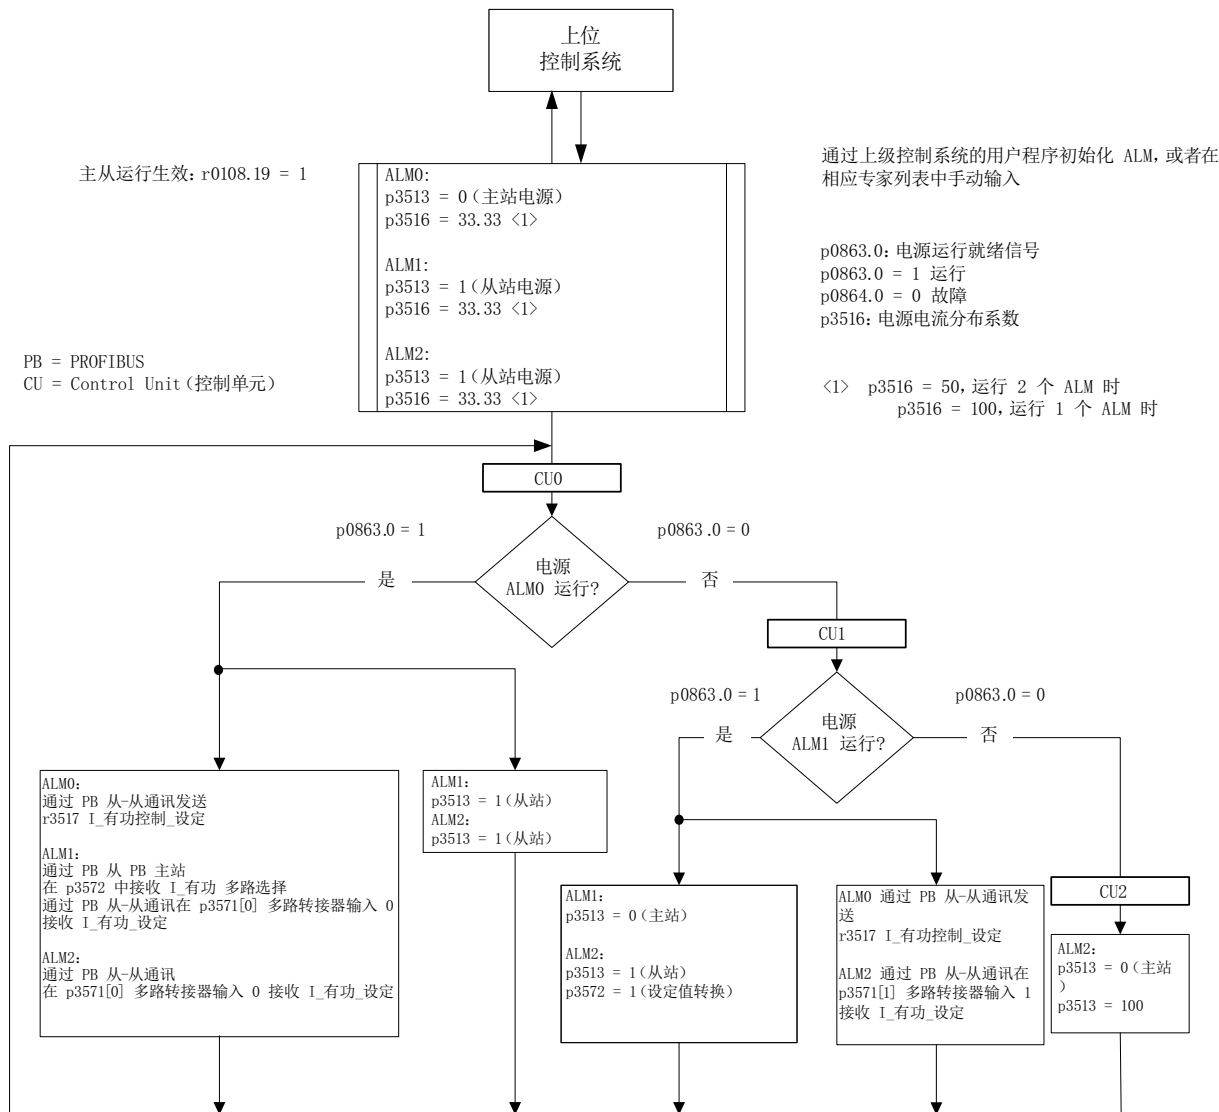 上位
控制系统
主从运行生效: r0108.19 = 1
ALM0:
p3513 = 0（主站电源）
p3516 = 33.33 <1>
ALM1:
p3513 = 1（从站电源）
p3516 = 33.33 <1>
ALM2:
p3513 = 1（从站电源）
p3516 = 33.33 <1>
通过上级控制系统的用户程序初始化 ALM，或者在
相应专家列表中手动输入
p0863.0: 电源运行就绪信号
p0863.0 = 1 运行
p0864.0 = 0 故障
p3516: 电源电流分布系数
<1> p3516 = 50，运行 2 个 ALM 时
p3516 = 100，运行 1 个 ALM 时
PB = PROFIBUS
CU = Control Unit（控制单元）
CU0
p0863.0 = 1
p0863.0 = 0
电源
ALM0 运行?
是
否
CU1
p0863.0 = 1
p0863.0 = 0
电源
ALM1 运行?
是
否
ALM0:
通过 PB 从-从通讯发送
r3517 I_有功控制_设定
ALM1:
通过 PB 从 PB 主站
在 p3572 中接收 I_有功 多路选择
通过 PB 从-从通讯在 p3571[0] 多路转接器输入 0
接收 I_有功_设定
ALM2:
通过 PB 从-从通讯
在 p3571[0] 多路转接器输入 0 接收 I_有功_设定
ALM1:
p3513 = 1（从站）
ALM2:
p3513 = 1（从站）
ALM1:
p3513 = 0（主站）
ALM2:
p3513 = 1（从站）
p3572 = 1（设定值转换）
ALM0 通过 PB 从-从通讯发
送
r3517 I_有功控制_设定
ALM2 通过 PB 从-从通讯在
p3571[1] 多路转接器输入 1
接收 I_有功_设定
CU2
ALM2:
p3513 = 0（主站
）
p3513 = 100